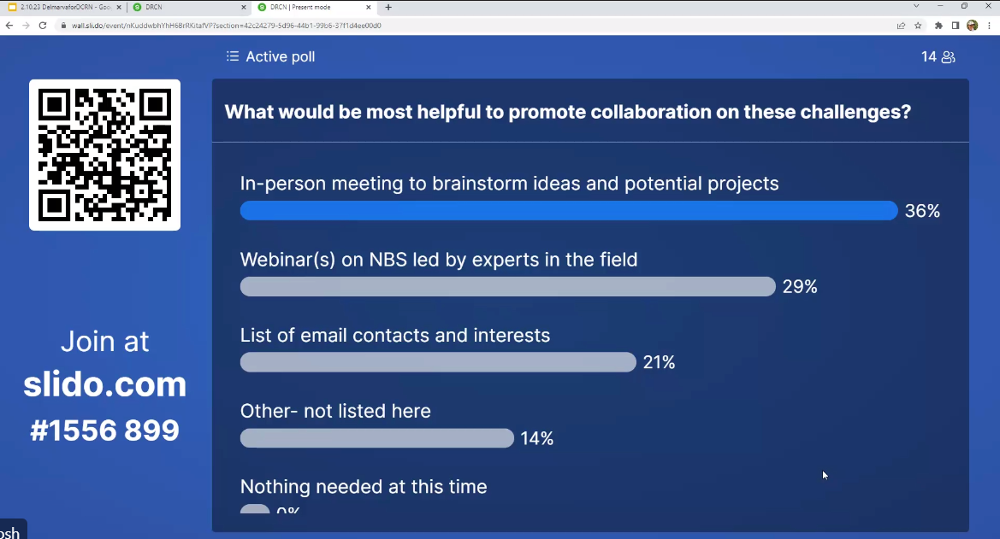 2.10.23 DelmarvaforDCRN - Goo
DRCN
DRCN | Present mode
wall.sli.do/event/nKuddwbhYhH6BrRKitafVP?section=42c24279-5d96-44b1-99b6-37f1d4ee00d0
Active poll
14
What would be most helpful to promote collaboration on these challenges?
In-person meeting to brainstorm ideas and potential projects
36%
Webinar(s) on NBS led by experts in the field
29%
List of email contacts and interests
21%
Other- not listed here
14%
Nothing needed at this time
0%
Join at
slido.com
#1556 899
osh